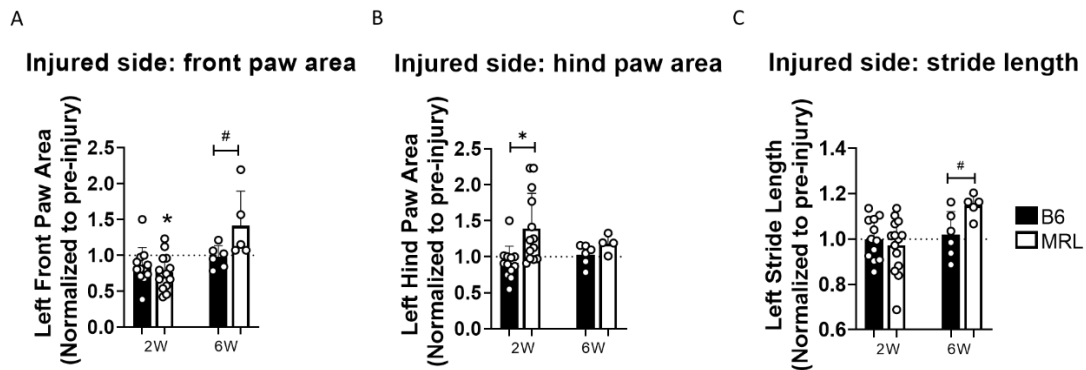 A
Injured side: front paw area
Left Front Paw Area
(Normalized to pre-injury)
2.5
2.0
1.5
1.0
0.5
0.0
*
#
2W
6W
B
Injured side: hind paw area
Left Hind Paw Area
(Normalized to pre-injury)
2.5
2.0
1.5
1.0
0.5
0.0
*
2W
6W
C
Injured side: stride length
Left Stride Length
(Normalized to pre-injury)
1.4
1.2
1.0
0.8
0.6
#
2W
6W
B6
MRL